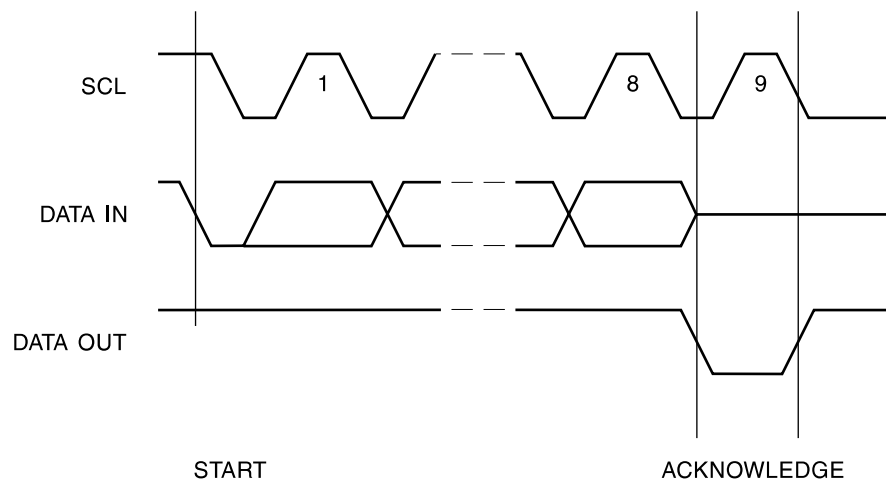 SCL
1
8
9
DATA IN
DATA OUT
START
ACKNOWLEDGE